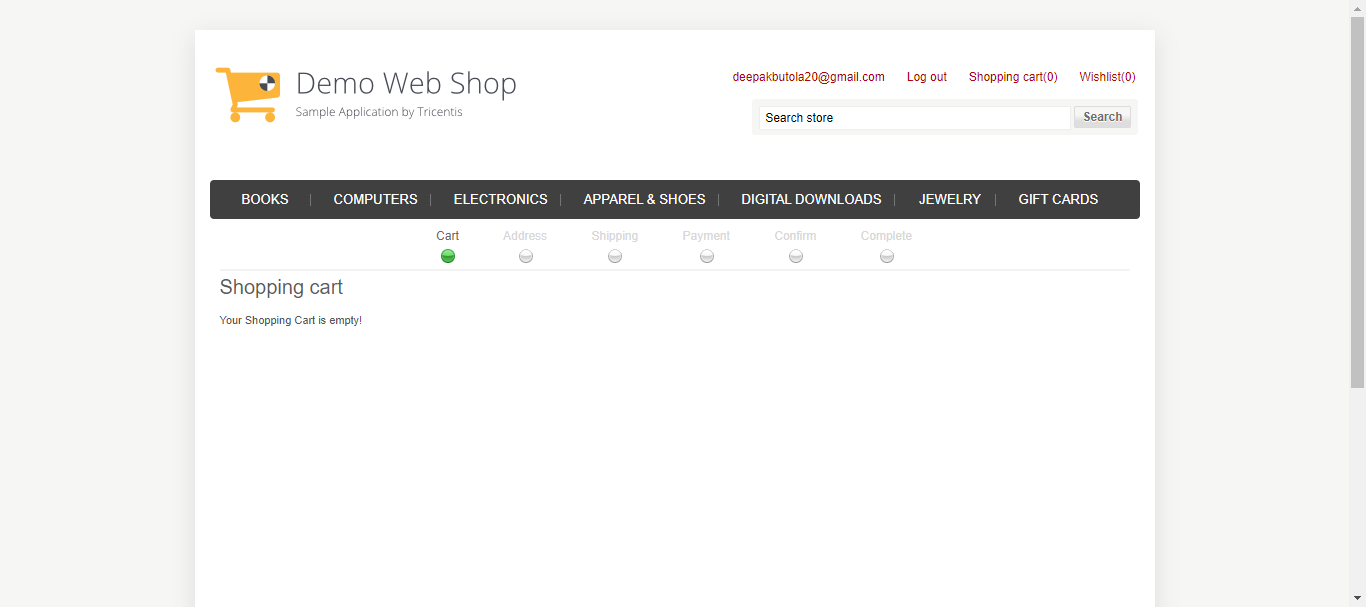 Demo Web Shop
Sample Application by Tricentis
deepakbutola20@gmail.com Log out Shopping cart(0) Wishlist(0)
Search store Search
BOOKS COMPUTERS ELECTRONICS APPAREL & SHOES DIGITAL DOWNLOADS JEWELRY GIFT CARDS
Cart Address Shipping Payment Confirm Complete
Shopping cart
Your Shopping Cart is empty!